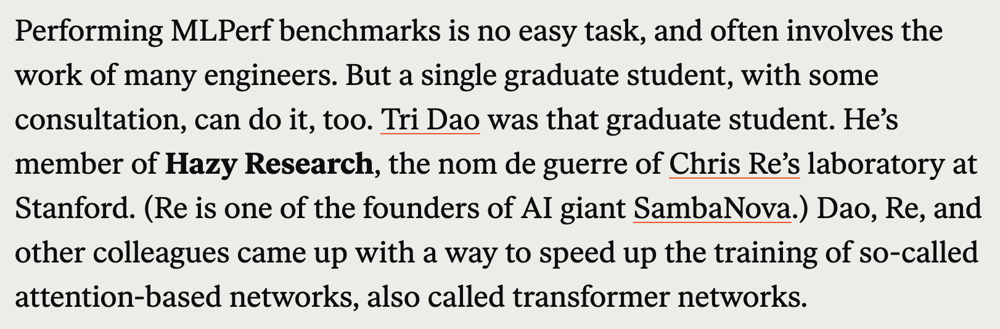 Performing MLPerf benchmarks is no easy task, and often involves the
work of many engineers. But a single graduate student, with some
consultation, can do it, too. Tri Dao was that graduate student. He’s
member of Hazy Research, the nom de guerre of Chris Re’s laboratory at
Stanford. (Re is one of the founders of AI giant SambaNova.) Dao, Re, and
other colleagues came up with a way to speed up the training of so-called
attention-based networks, also called transformer networks.